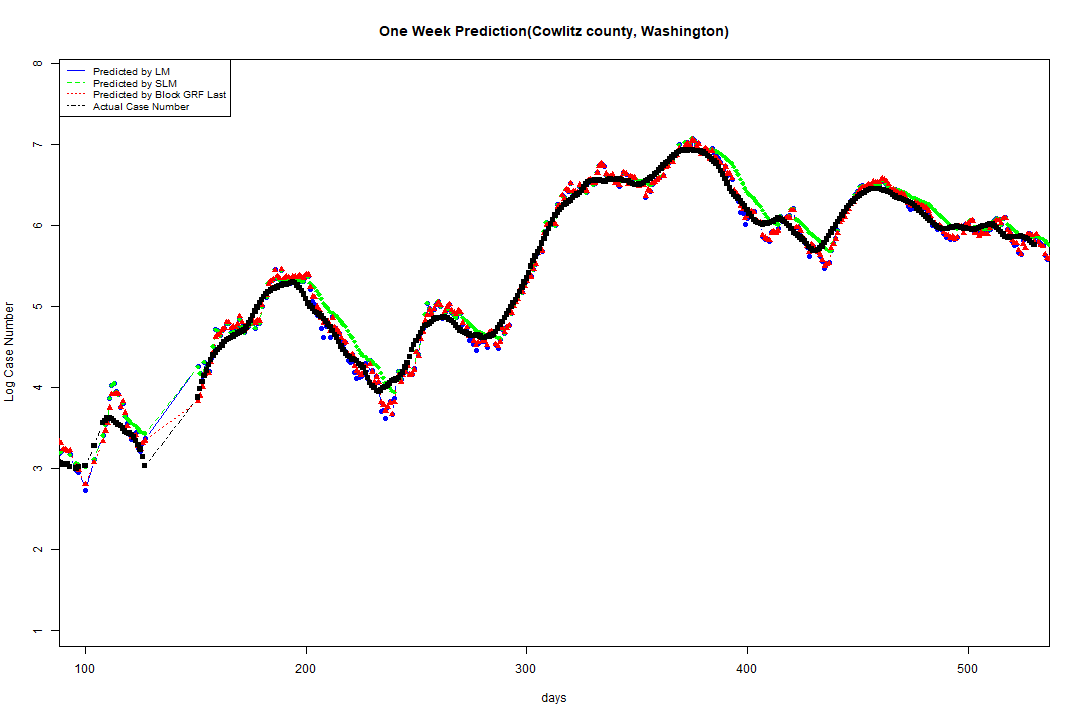 One Week Prediction(Cowlitz county, Washington)
Predicted by LM
Predicted by SLM
Predicted by Block GRF Last
Actual Case Number
8
7
6
5
4
3
2
1
Log Case Number
100 200 300 400 500
days